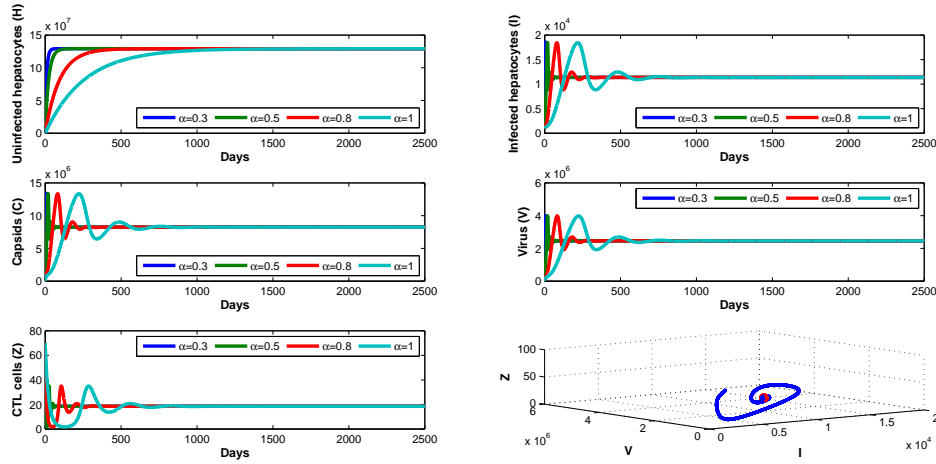 x 10^7
Uninfected hepatocytes (H)
15
10
5
0
0 500 1000 1500 2000 2500
Days
α=0.3 α=0.5 α=0.8 α=1
x 10^4
Infected hepatocytes (I)
2
1.5
1
0.5
0
0 500 1000 1500 2000 2500
Days
α=0.3 α=0.5 α=0.8 α=1
x 10^6
Capsids (C)
15
10
5
0
0 500 1000 1500 2000 2500
Days
α=0.3 α=0.5 α=0.8 α=1
x 10^6
Virus (V)
6
4
2
0
0 500 1000 1500 2000 2500
Days
α=0.3 α=0.5 α=0.8 α=1
CTL cells (Z)
80
60
40
20
0
0 500 1000 1500 2000 2500
Days
α=0.3 α=0.5 α=0.8 α=1
Z
100
50
0
6
4
2
0
x 10^6
V
0
0.5
1
1.5
2
x 10^4
I